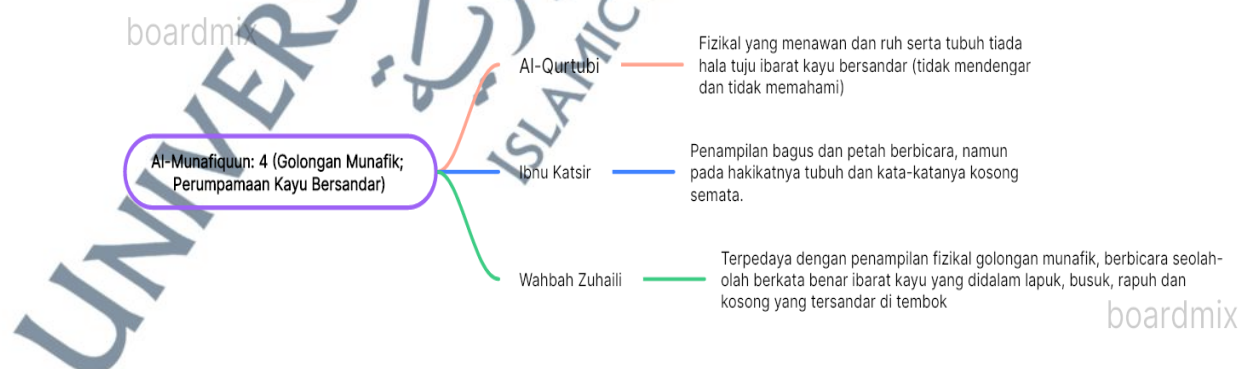 boardmix
UNIVERS
ISLAMIC
Al-Munafiquun: 4 (Golongan Munafik;
Perumpamaan Kayu Bersandar)
Al-Qurtubi
Fizikal yang menawan dan ruh serta tubuh tiada
hala tuju ibarat kayu bersandar (tidak mendengar
dan tidak memahami)
Ibnu Katsir
Penampilan bagus dan petah berbicara, namun
pada hakikatnya tubuh dan kata-katanya kosong
semata.
Wahbah Zuhaili
Terpedaya dengan penampilan fizikal golongan munafik, berbicara seolah-
olah berkata benar ibarat kayu yang didalam lapuk, busuk, rapuh dan
kosong yang tersandar di tembok
boardmix